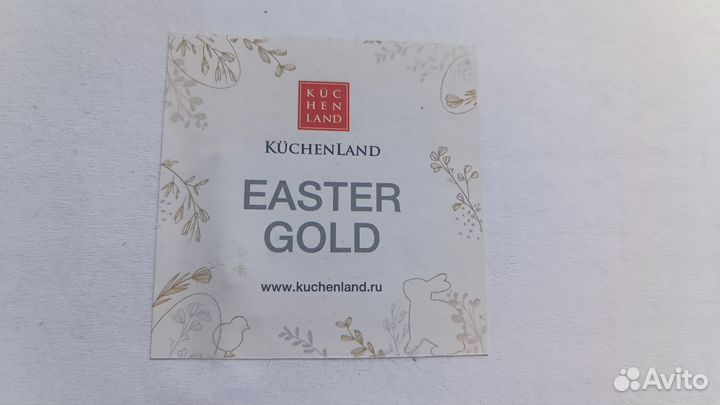 KÜC
HEN
LAND
KÜCHENLAND
EASTER
GOLD
www.kuchenland.ru
Avito